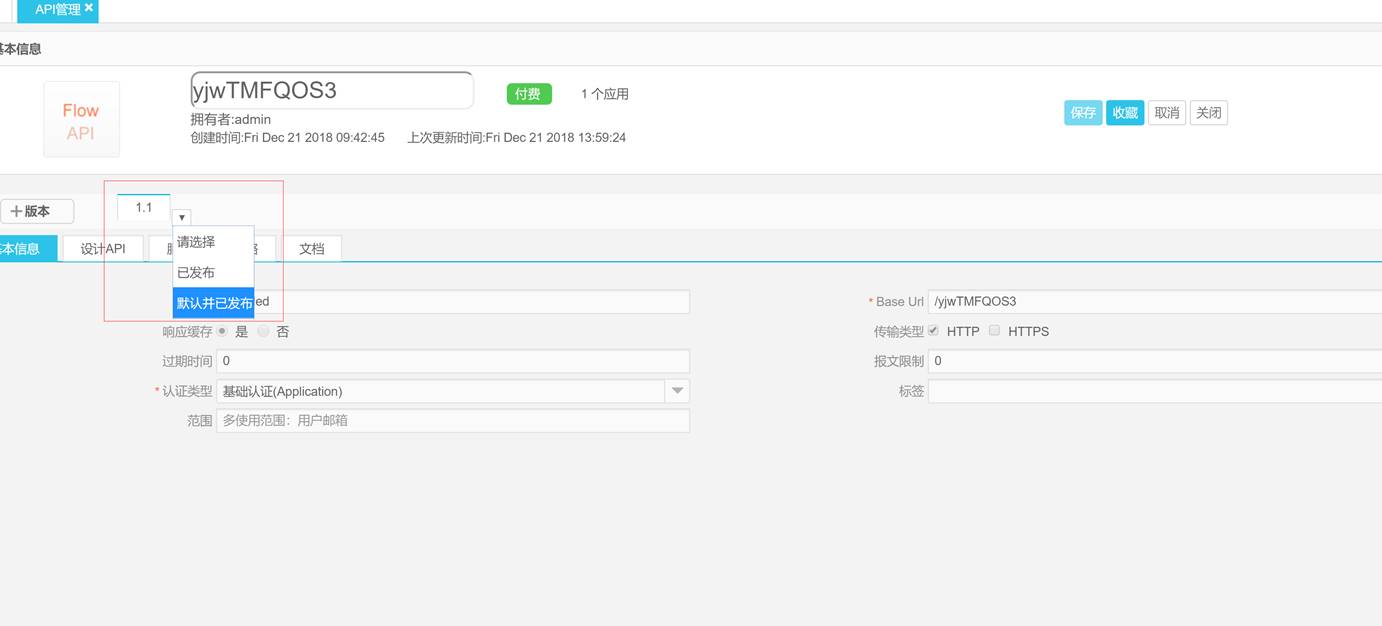 API管理 ×
基本信息
Flow
API
yjwTMFQOS3
付费
1 个应用
拥有者:admin
创建时间:Fri Dec 21 2018 09:42:45
上次更新时间:Fri Dec 21 2018 13:59:24
保存 收藏 取消 关闭
+版本
1.1
请选择
已发布
默认并已发布
基本信息 设计API 文档
ed
* Base Url /yjwTMFQOS3
响应缓存 是 否
传输类型 HTTP HTTPS
过期时间 0
报文限制 0
* 认证类型 基础认证(Application)
标签
范围 多使用范围：用户邮箱